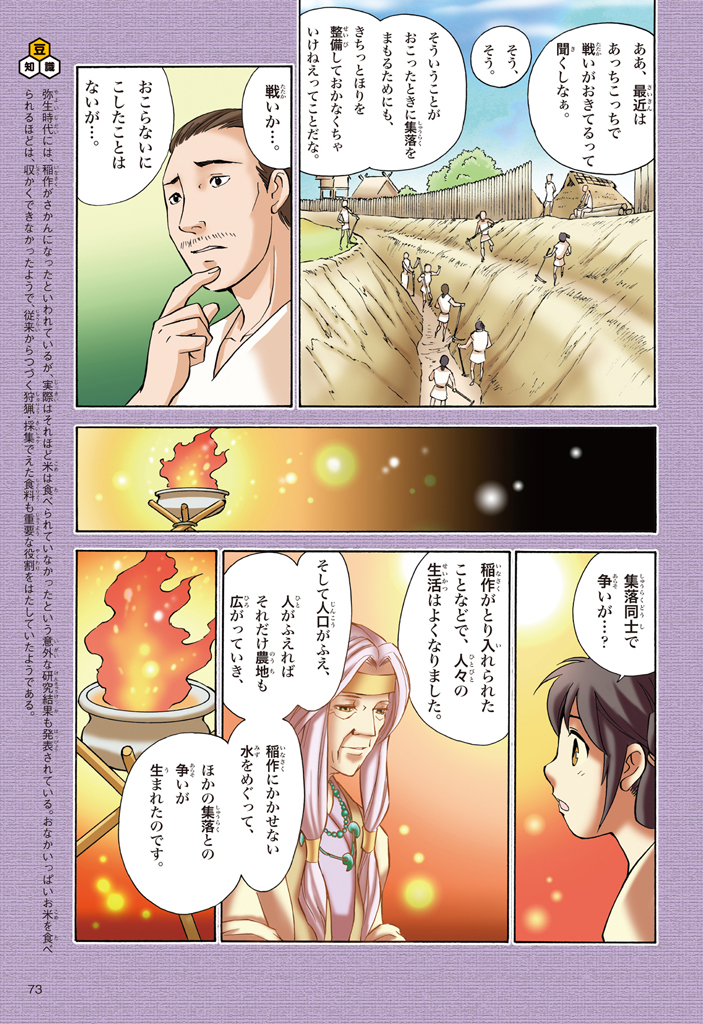 ああ、最近は
あっちこっちで
戦いがおきてるって
聞くしなぁ。
そう、
そう。
そういうことが
おこったときに集落を
まもるためにも、
きちっとほりを
整備しておかなくちゃ
いけねえってことだな。
戦いか…。
おこらないに
こしたことは
ないが…。
集落同士で
争いが…?
稲作がとり入れられた
ことなどで、人々の
生活はよくなりました。
そして人口がふえ、
人がふえれば
それだけ農地も
広がっていき、
稲作にかかせない
水をめぐって、
ほかの集落との
争いが
生まれたのです。
豆
知識
弥生時代には、稲作がさかんになったといわれているが、実際はそれほど米は食べられていなかったという意外な研究結果も発表されている。おなかいっぱいお米を食べ
られるほどは、収かくできなかったようで、従来からつづく狩猟、採集でえた食料も重要な役割をはたしていたようである。
73